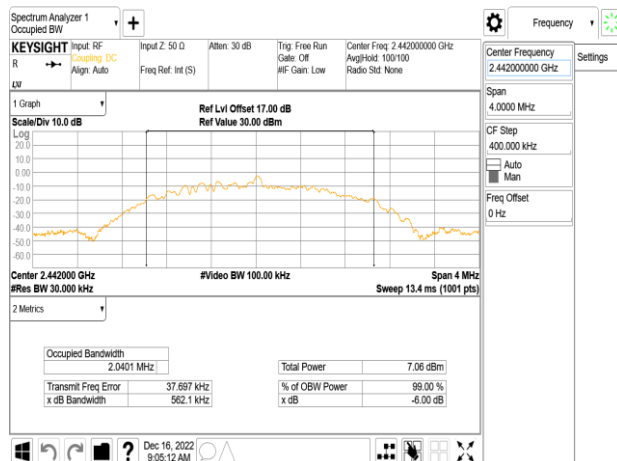 Spectrum Analyzer 1
Occupied BW
Frequency
KEYSIGHT
R
LXI
Input: RF
Coupling: DC
Align: Auto
Input Z: 50 Ω
Freq Ref: Int (S)
Atten: 30 dB
Trig: Free Run
Gate: Off
#IF Gain: Low
Center Freq: 2.442000000 GHz
Avg|Hold: 100/100
Radio Std: None
Center Frequency
2.442000000 GHz
Settings
Span
4.0000 MHz
CF Step
400.000 kHz
Auto
Man
Freq Offset
0 Hz
1 Graph
Scale/Div 10.0 dB
Ref Lvl Offset 17.00 dB
Ref Value 30.00 dBm
Log
20.0
10.0
0.00
-10.0
-20.0
-30.0
-40.0
-50.0
-60.0
Center 2.442000 GHz
#Res BW 30.000 kHz
#Video BW 100.00 kHz
Span 4 MHz
Sweep 13.4 ms (1001 pts)
2 Metrics
Occupied Bandwidth
2.0401 MHz
Transmit Freq Error 37.697 kHz
x dB Bandwidth 562.1 kHz
Total Power 7.06 dBm
% of OBW Power 99.00 %
x dB -6.00 dB
?
Dec 16, 2022
9:05:12 AM